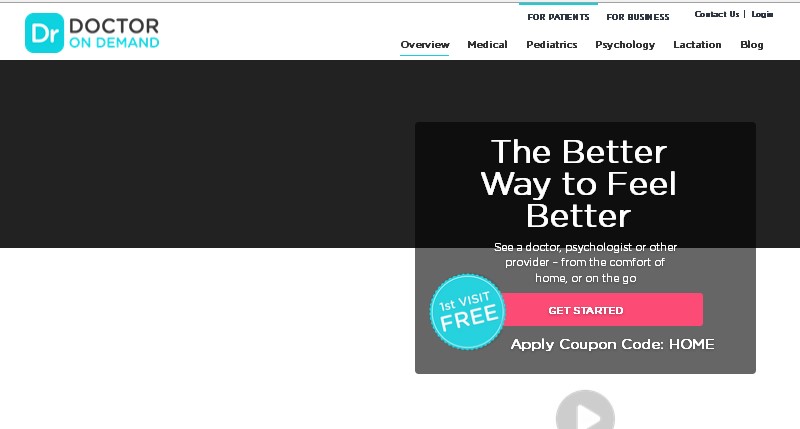 Dr DOCTOR
ON DEMAND
FOR PATIENTS FOR BUSINESS Contact Us | Login
Overview Medical Pediatrics Psychology Lactation Blog
The Better
Way to Feel
Better
See a doctor, psychologist or other
provider – from the comfort of
home, or on the go
1st VISIT
FREE
GET STARTED
Apply Coupon Code: HOME